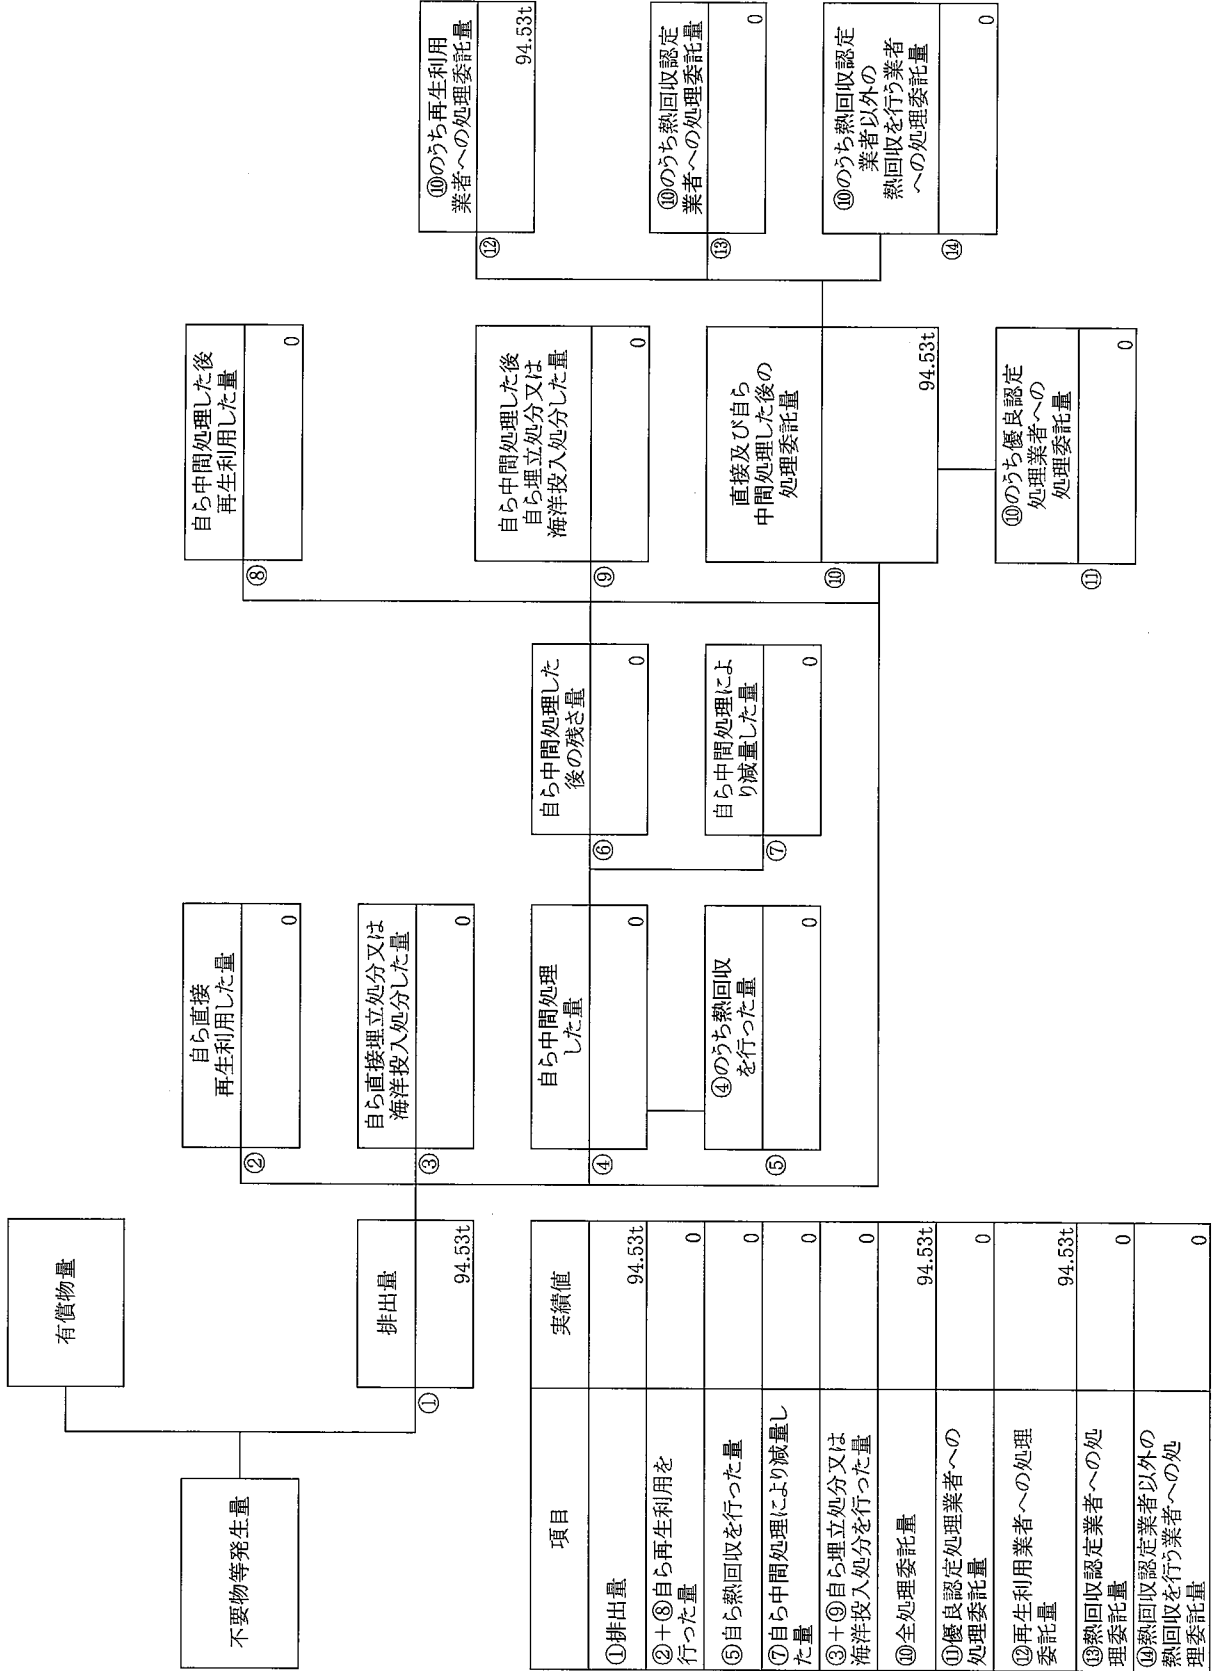 有償物量
不要物等発生量
①
排出量
94.53t
②
自ら直接
再生利用した量
0
③
自ら直接埋立処分又は
海洋投入処分した量
0
④
自ら中間処理
した量
0
⑤
④のうち熱回収
を行った量
0
⑥
自ら中間処理した
後の残さ量
0
⑦
自ら中間処理によ
り減量した量
0
⑧
自ら中間処理した後
再生利用した量
0
⑨
自ら中間処理した後
自ら埋立処分又は
海洋投入処分した量
0
⑩
直接及び自ら
中間処理した後の
処理委託量
94.53t
⑪
⑩のうち優良認定
処理業者への
処理委託量
0
⑫
⑩のうち再生利用
業者への処理委託量
94.53t
⑬
⑩のうち熱回収認定
業者への処理委託量
0
⑭
⑩のうち熱回収認定
業者以外の
熱回収を行う業者
への処理委託量
0
項目 実績値
①排出量 94.53t
②+⑧自ら再生利用を
行った量 0
⑤自ら熱回収を行った量 0
⑦自ら中間処理により減量し
た量 0
③+⑨自ら埋立処分又は
海洋投入処分を行った量 0
⑩全処理委託量 94.53t
⑪優良認定処理業者への
処理委託量 0
⑫再生利用業者への処理
委託量 94.53t
⑬熱回収認定業者への処
理委託量 0
⑭熱回収認定業者以外の
熱回収を行う業者への処
理委託量 0